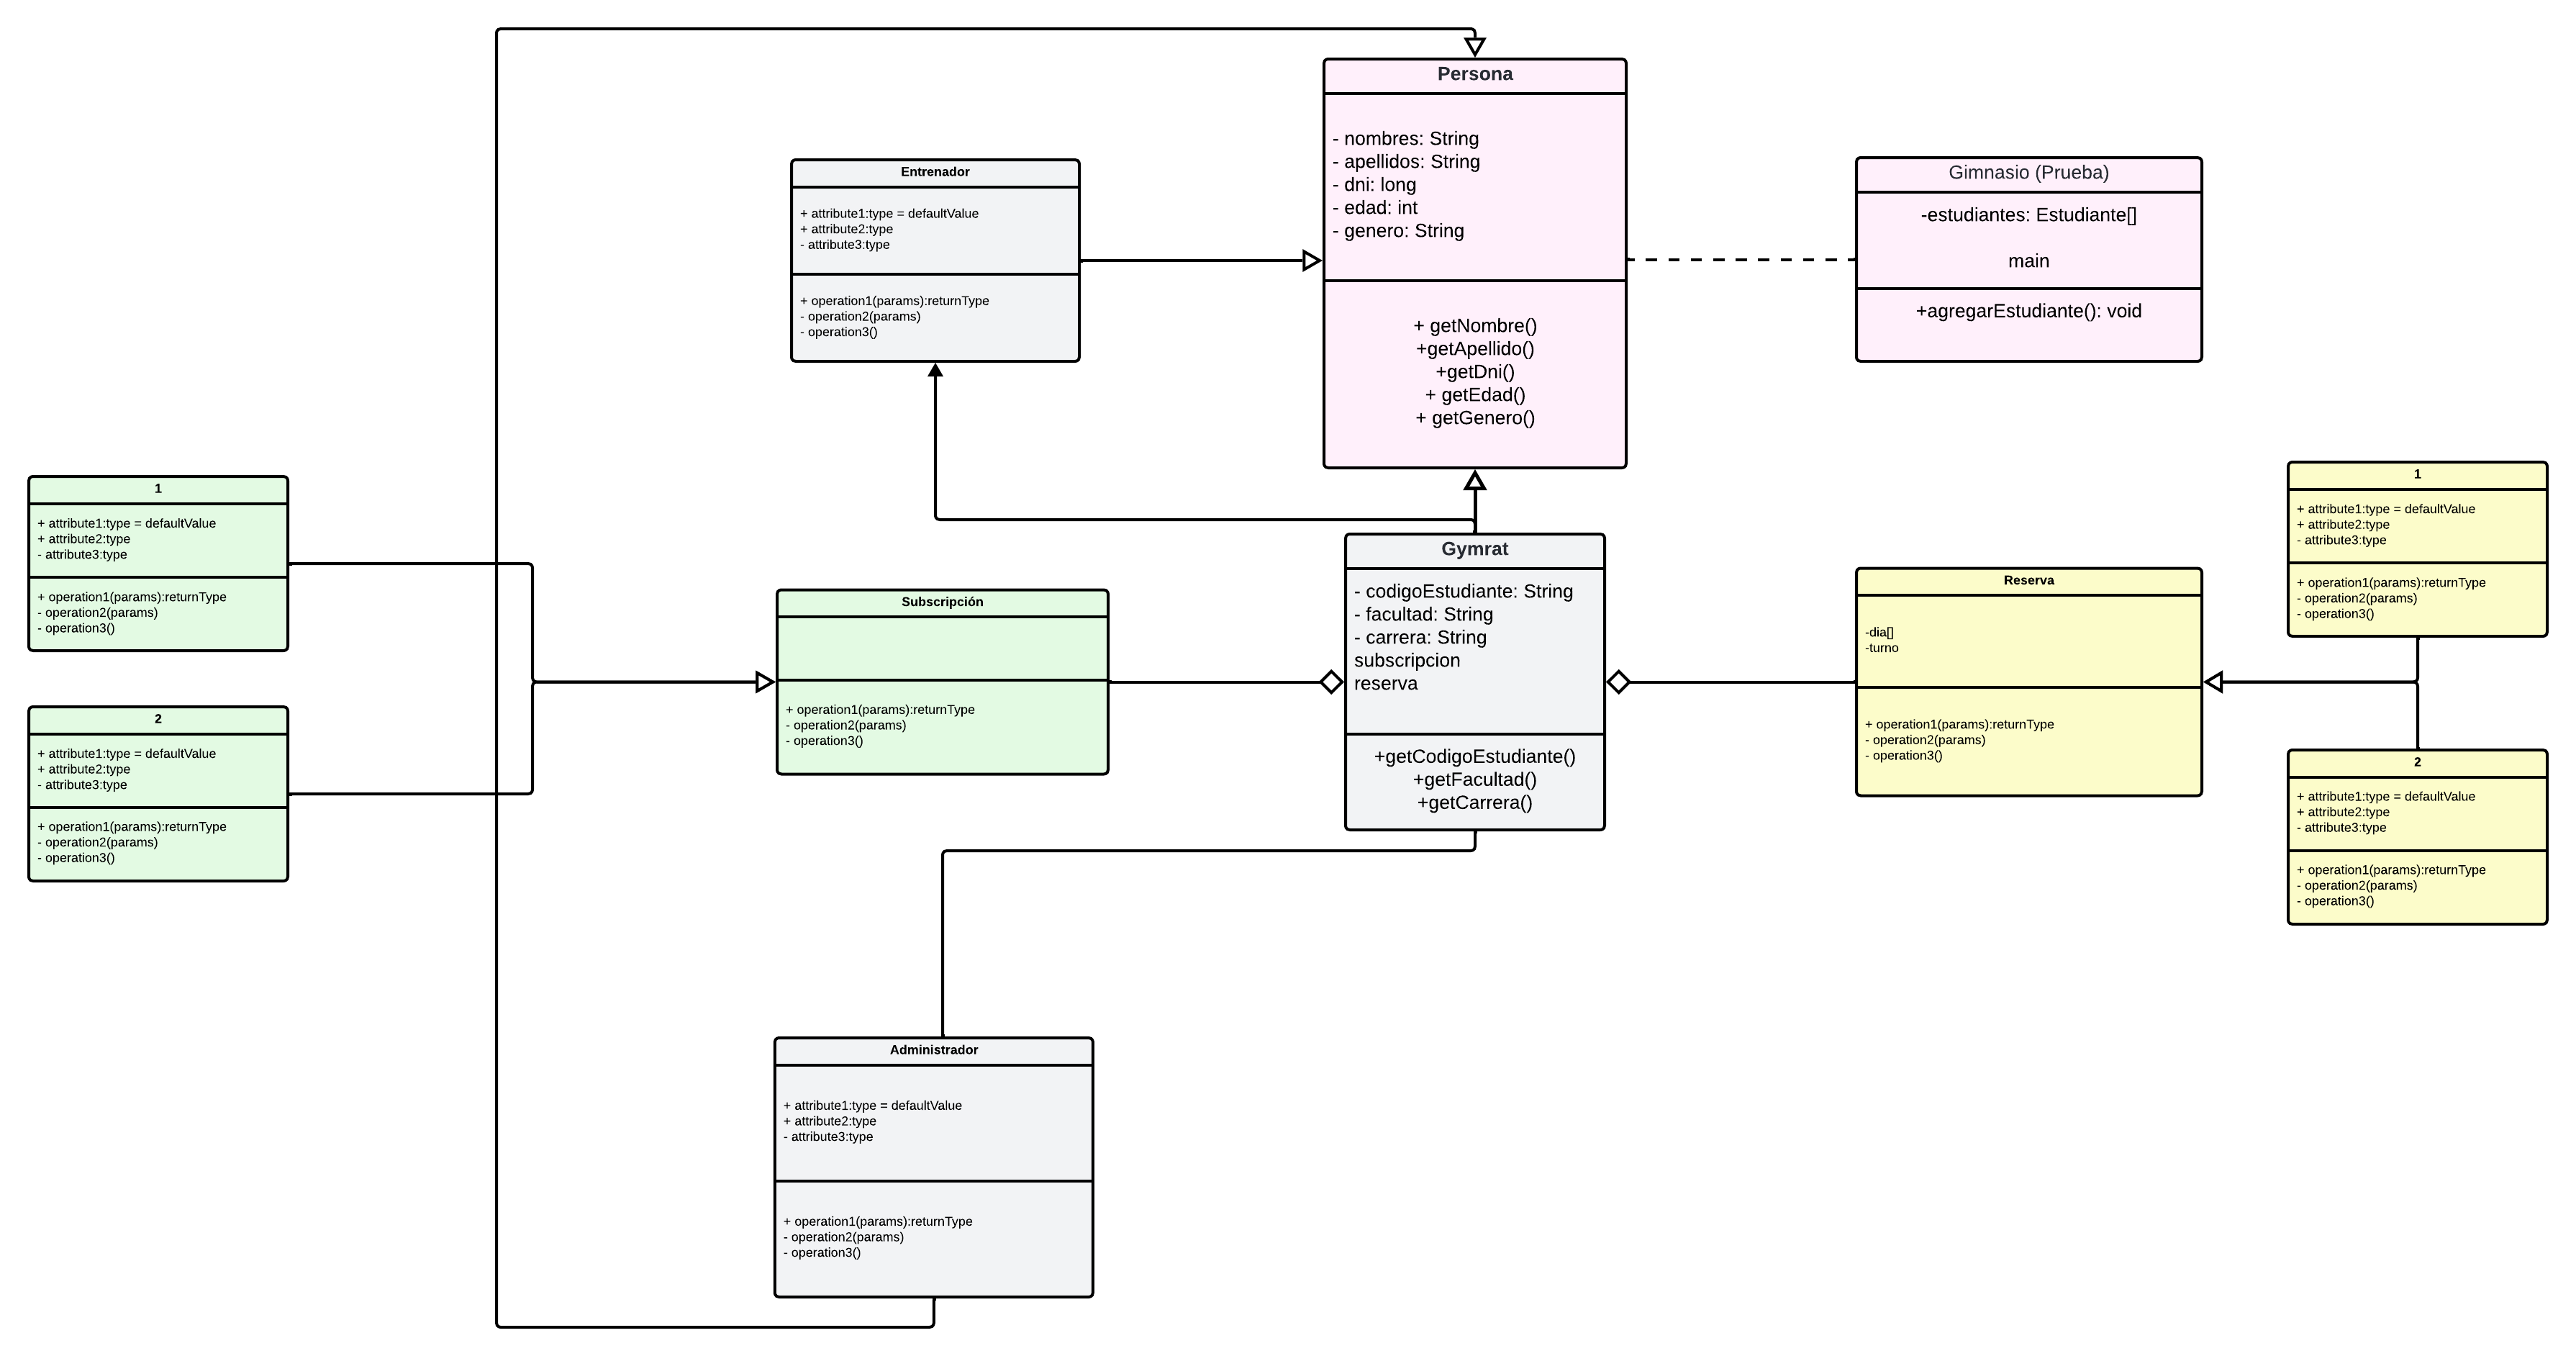 Persona
- nombres: String
- apellidos: String
- dni: long
- edad: int
- genero: String
+ getNombre()
+getApellido()
+getDni()
+ getEdad()
+ getGenero()
Entrenador
+ attribute1:type = defaultValue
+ attribute2:type
- attribute3:type
+ operation1(params):returnType
- operation2(params)
- operation3()
Gimnasio (Prueba)
-estudiantes: Estudiante[]
main
+agregarEstudiante(): void
1
+ attribute1:type = defaultValue
+ attribute2:type
- attribute3:type
+ operation1(params):returnType
- operation2(params)
- operation3()
2
+ attribute1:type = defaultValue
+ attribute2:type
- attribute3:type
+ operation1(params):returnType
- operation2(params)
- operation3()
Subscripción
+ operation1(params):returnType
- operation2(params)
- operation3()
Gymrat
- codigoEstudiante: String
- facultad: String
- carrera: String
subscripcion
reserva
+getCodigoEstudiante()
+getFacultad()
+getCarrera()
Reserva
-dia[]
-turno
+ operation1(params):returnType
- operation2(params)
- operation3()
1
+ attribute1:type = defaultValue
+ attribute2:type
- attribute3:type
+ operation1(params):returnType
- operation2(params)
- operation3()
2
+ attribute1:type = defaultValue
+ attribute2:type
- attribute3:type
+ operation1(params):returnType
- operation2(params)
- operation3()
Administrador
+ attribute1:type = defaultValue
+ attribute2:type
- attribute3:type
+ operation1(params):returnType
- operation2(params)
- operation3()